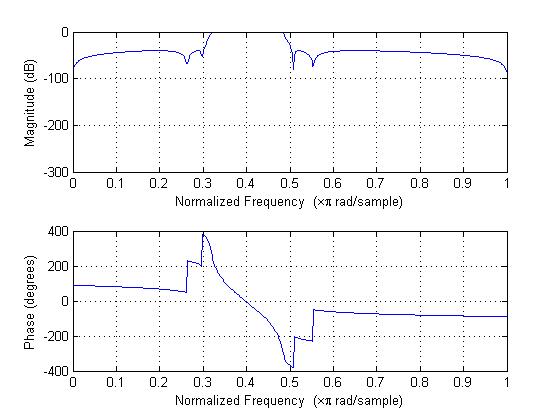 0
-100
-200
-300
Magnitude (dB)
0 0.1 0.2 0.3 0.4 0.5 0.6 0.7 0.8 0.9 1
Normalized Frequency (×π rad/sample)
400
200
0
-200
-400
Phase (degrees)
0 0.1 0.2 0.3 0.4 0.5 0.6 0.7 0.8 0.9 1
Normalized Frequency (×π rad/sample)